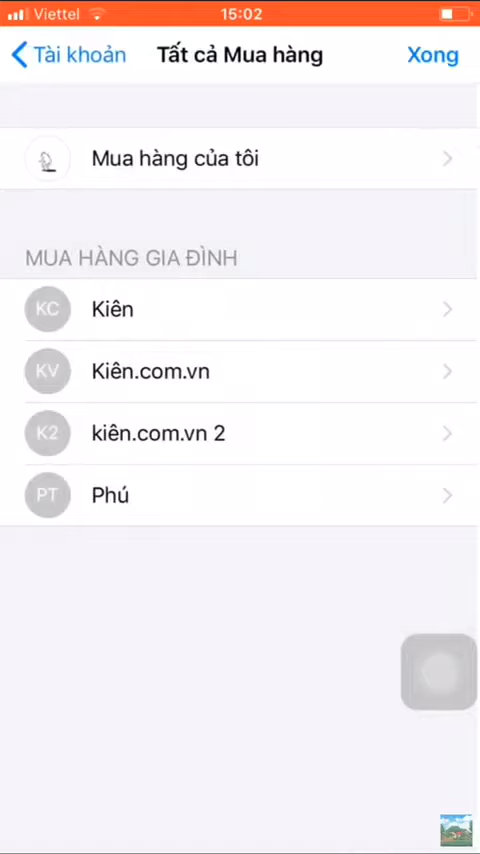 Viettel 15:02
Tài khoản Tất cả Mua hàng Xong
Mua hàng của tôi
MUA HÀNG GIA ĐÌNH
KC Kiên
KV Kiên.com.vn
K2 kiên.com.vn 2
PT Phú